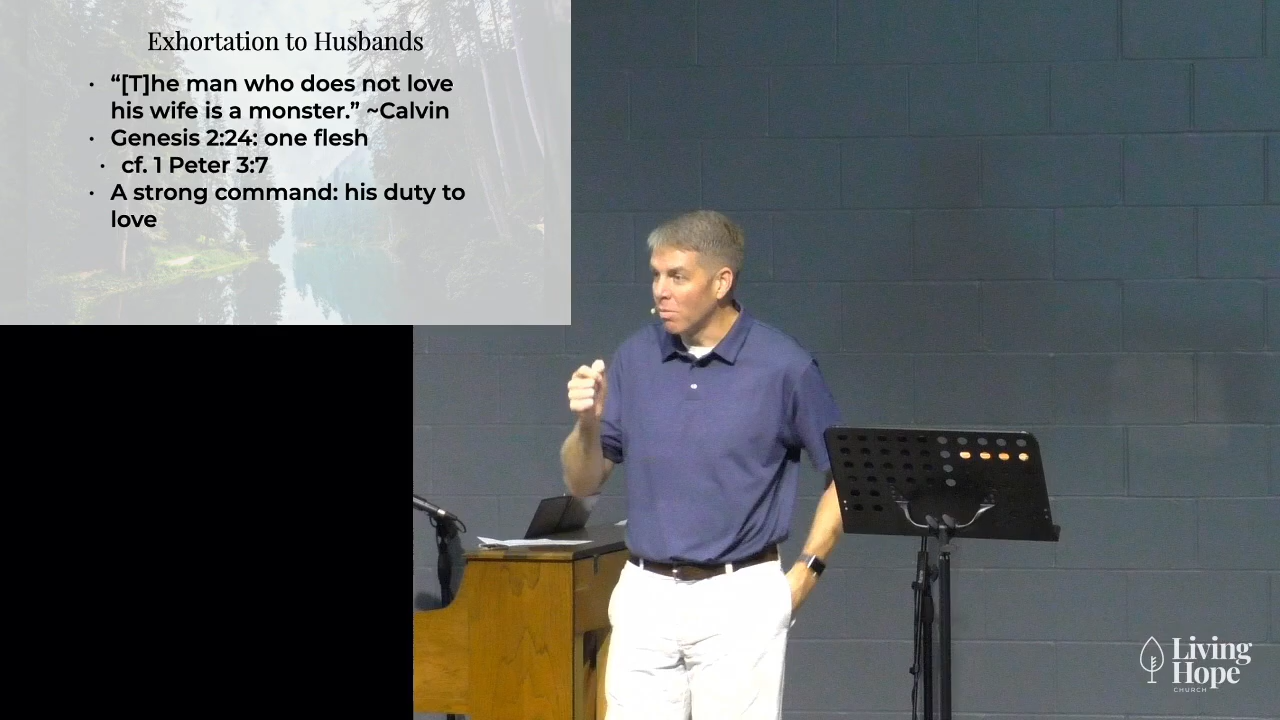 Exhortation to Husbands
• “[T]he man who does not love
his wife is a monster.” ~Calvin
• Genesis 2:24: one flesh
• cf. 1 Peter 3:7
• A strong command: his duty to
love
Living
Hope
CHURCH